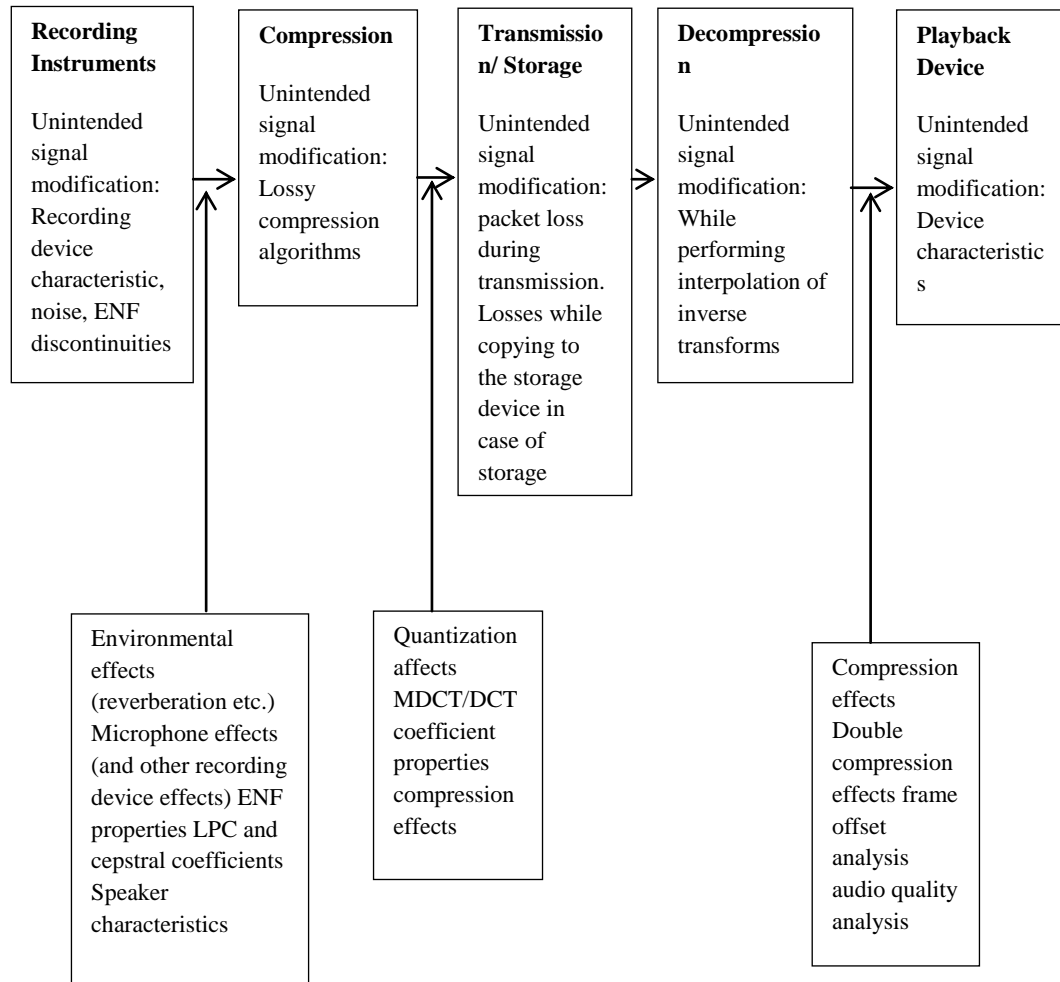 Recording
Instruments
Unintended
signal
modification:
Recording
device
characteristic,
noise, ENF
discontinuities
Compression
Unintended
signal
modification:
Lossy
compression
algorithms
Transmissio
n/ Storage
Unintended
signal
modification:
packet loss
during
transmission.
Losses while
copying to
the storage
device in
case of
storage
Decompressio
n
Unintended
signal
modification:
While
performing
interpolation of
inverse
transforms
Playback
Device
Unintended
signal
modification:
Device
characteristic
s
Environmental
effects
(reverberation etc.)
Microphone effects
(and other recording
device effects) ENF
properties LPC and
cepstral coefficients
Speaker
characteristics
Quantization
affects
MDCT/DCT
coefficient
properties
compression
effects
Compression
effects
Double
compression
effects frame
offset
analysis
audio quality
analysis